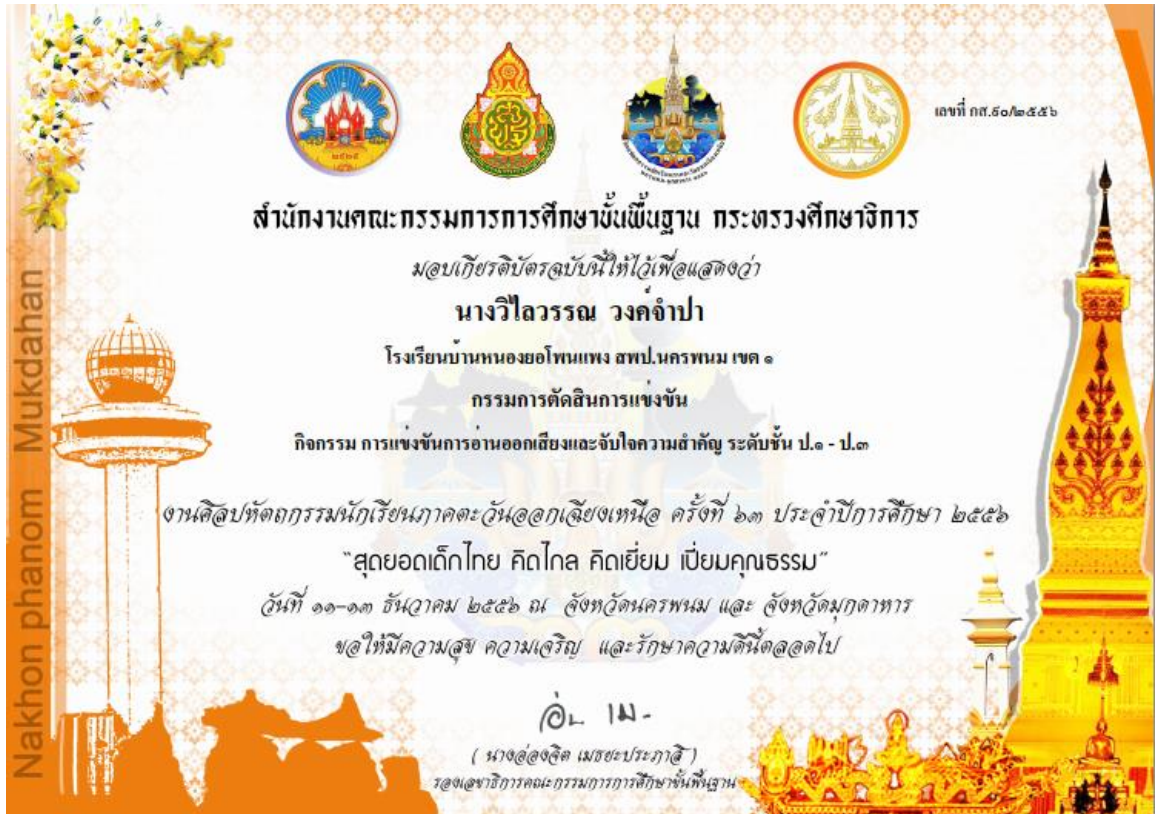 เลขที่ กศ.๕๐/๒๕๕๖
สำนักงานคณะกรรมการการศึกษาขั้นพื้นฐาน กระทรวงศึกษาธิการ
มอบเกียรติบัตรฉบับนี้ให้ไว้เพื่อแสดงว่า
นางวิไลวรรณ วงค์จำปา
โรงเรียนบ้านหนองยอโพนแพง สพป.นครพนม เขต ๑
กรรมการตัดสินการแข่งขัน
กิจกรรม การแข่งขันการอ่านออกเสียงและจับใจความสำคัญ ระดับชั้น ป.๑ - ป.๓
งานศิลปหัตถกรรมนักเรียนภาคตะวันออกเฉียงเหนือ ครั้งที่ ๖๓ ประจำปีการศึกษา ๒๕๕๖
“สุดยอดเด็กไทย คิดไกล คิดเยี่ยม เปี่ยมคุณธรรม”
วันที่ ๑๑-๑๓ ธันวาคม ๒๕๕๖ ณ จังหวัดนครพนม และ จังหวัดมุกดาหาร
ขอให้มีความสุข ความเจริญ และรักษาความดีนี้ตลอดไป
( นางอ่องจิต เมธยะประภาส )
รองเลขาธิการคณะกรรมการการศึกษาขั้นพื้นฐาน
Nakhon phanom Mukdahan